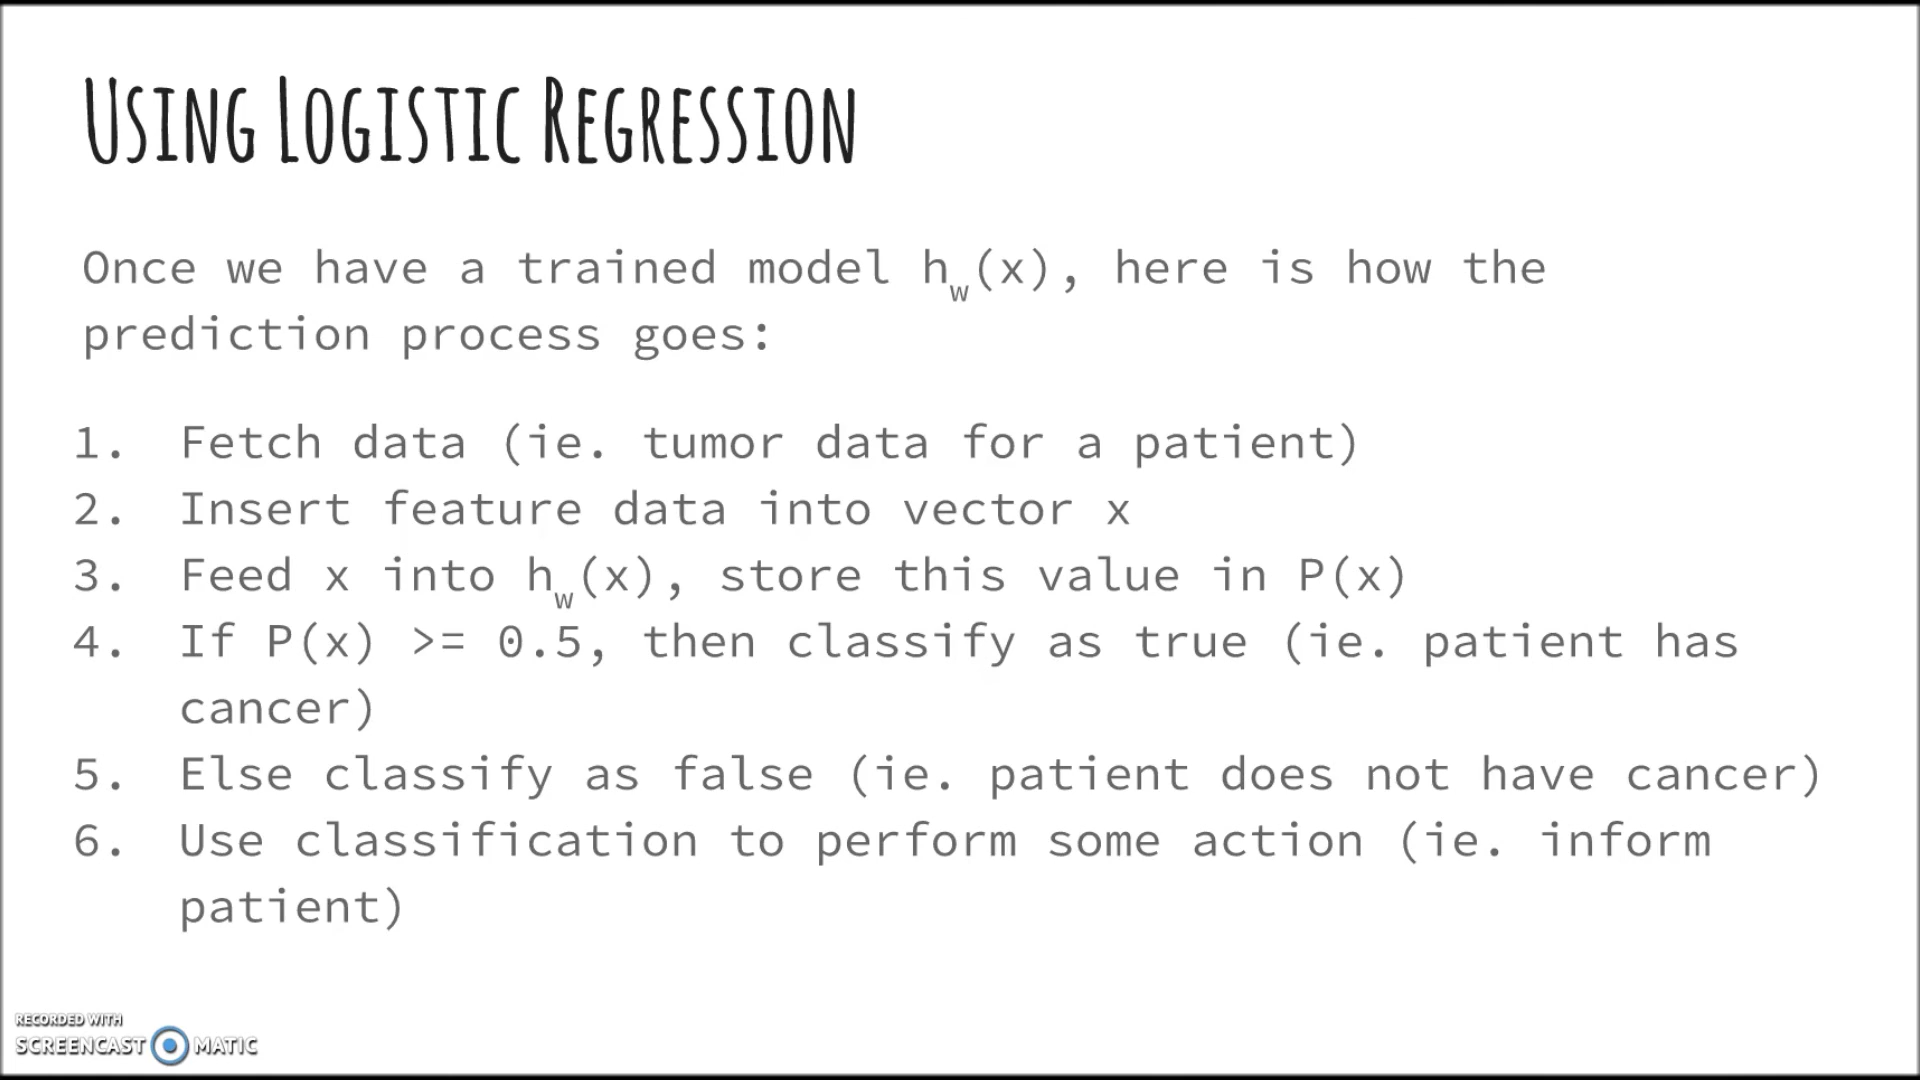 USING LOGISTIC REGRESSION
Once we have a trained model h_w(x), here is how the
prediction process goes:
1. Fetch data (ie. tumor data for a patient)
2. Insert feature data into vector x
3. Feed x into h_w(x), store this value in P(x)
4. If P(x) >= 0.5, then classify as true (ie. patient has
cancer)
5. Else classify as false (ie. patient does not have cancer)
6. Use classification to perform some action (ie. inform
patient)
RECORDED WITH
SCREENCAST MATIC